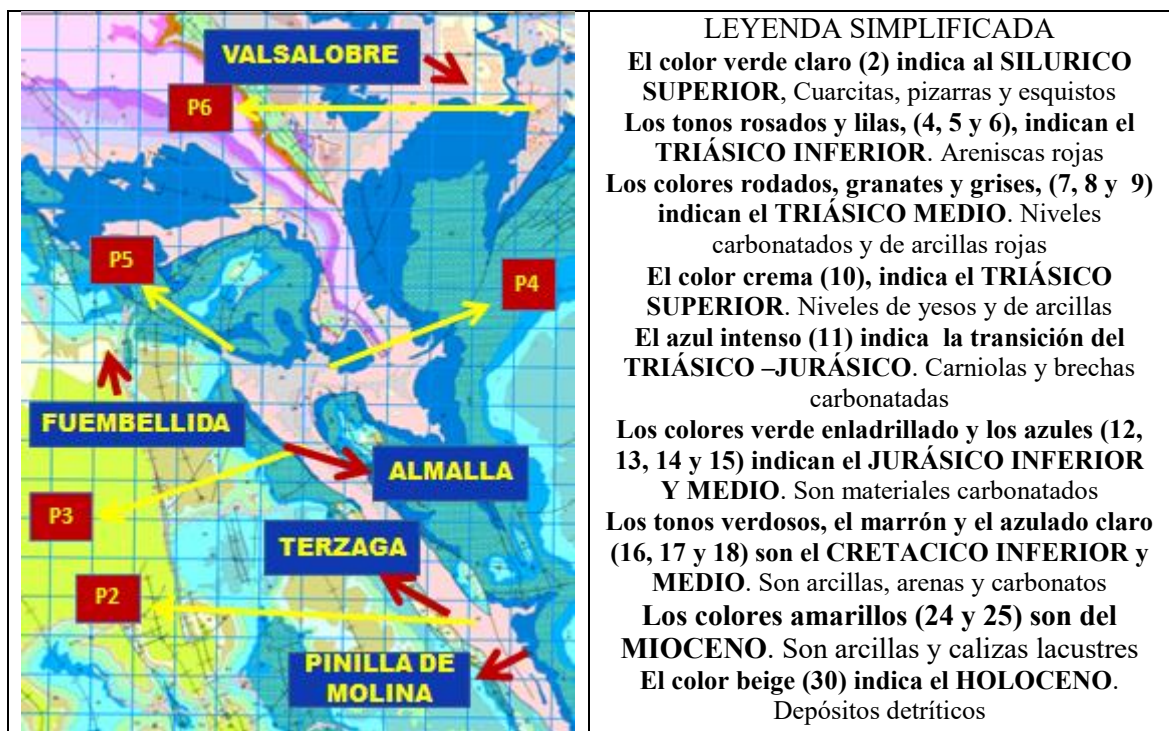 VALSALOBRE
P6
P5
P4
FUEMBELLIDA
ALMALLA
P3
TERZAGA
P2
PINILLA DE
MOLINA
LEYENDA SIMPLIFICADA
El color verde claro (2) indica al SILURICO
SUPERIOR, Cuarcitas, pizarras y esquistos
Los tonos rosados y lilas, (4, 5 y 6), indican el
TRIÁSICO INFERIOR. Areniscas rojas
Los colores rodados, granates y grises, (7, 8 y 9)
indican el TRIÁSICO MEDIO. Niveles
carbonatados y de arcillas rojas
El color crema (10), indica el TRIÁSICO
SUPERIOR. Niveles de yesos y de arcillas
El azul intenso (11) indica la transición del
TRIÁSICO –JURÁSICO. Carniolas y brechas
carbonatadas
Los colores verde enladrillado y los azules (12,
13, 14 y 15) indican el JURÁSICO INFERIOR
Y MEDIO. Son materiales carbonatados
Los tonos verdosos, el marrón y el azulado claro
(16, 17 y 18) son el CRETACICO INFERIOR y
MEDIO. Son arcillas, arenas y carbonatos
Los colores amarillos (24 y 25) son del
MIOCENO. Son arcillas y calizas lacustres
El color beige (30) indica el HOLOCENO.
Depósitos detríticos